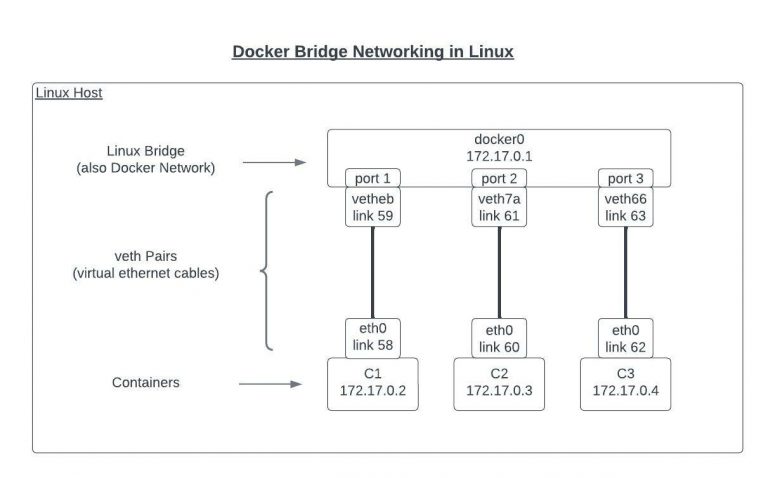 Docker Bridge Networking in Linux
Linux Host
Linux Bridge
(also Docker Network)
docker0
172.17.0.1
port 1
port 2
port 3
vetheb
link 59
veth7a
link 61
veth66
link 63
veth Pairs
(virtual ethernet cables)
eth0
link 58
eth0
link 60
eth0
link 62
Containers
C1
172.17.0.2
C2
172.17.0.3
C3
172.17.0.4